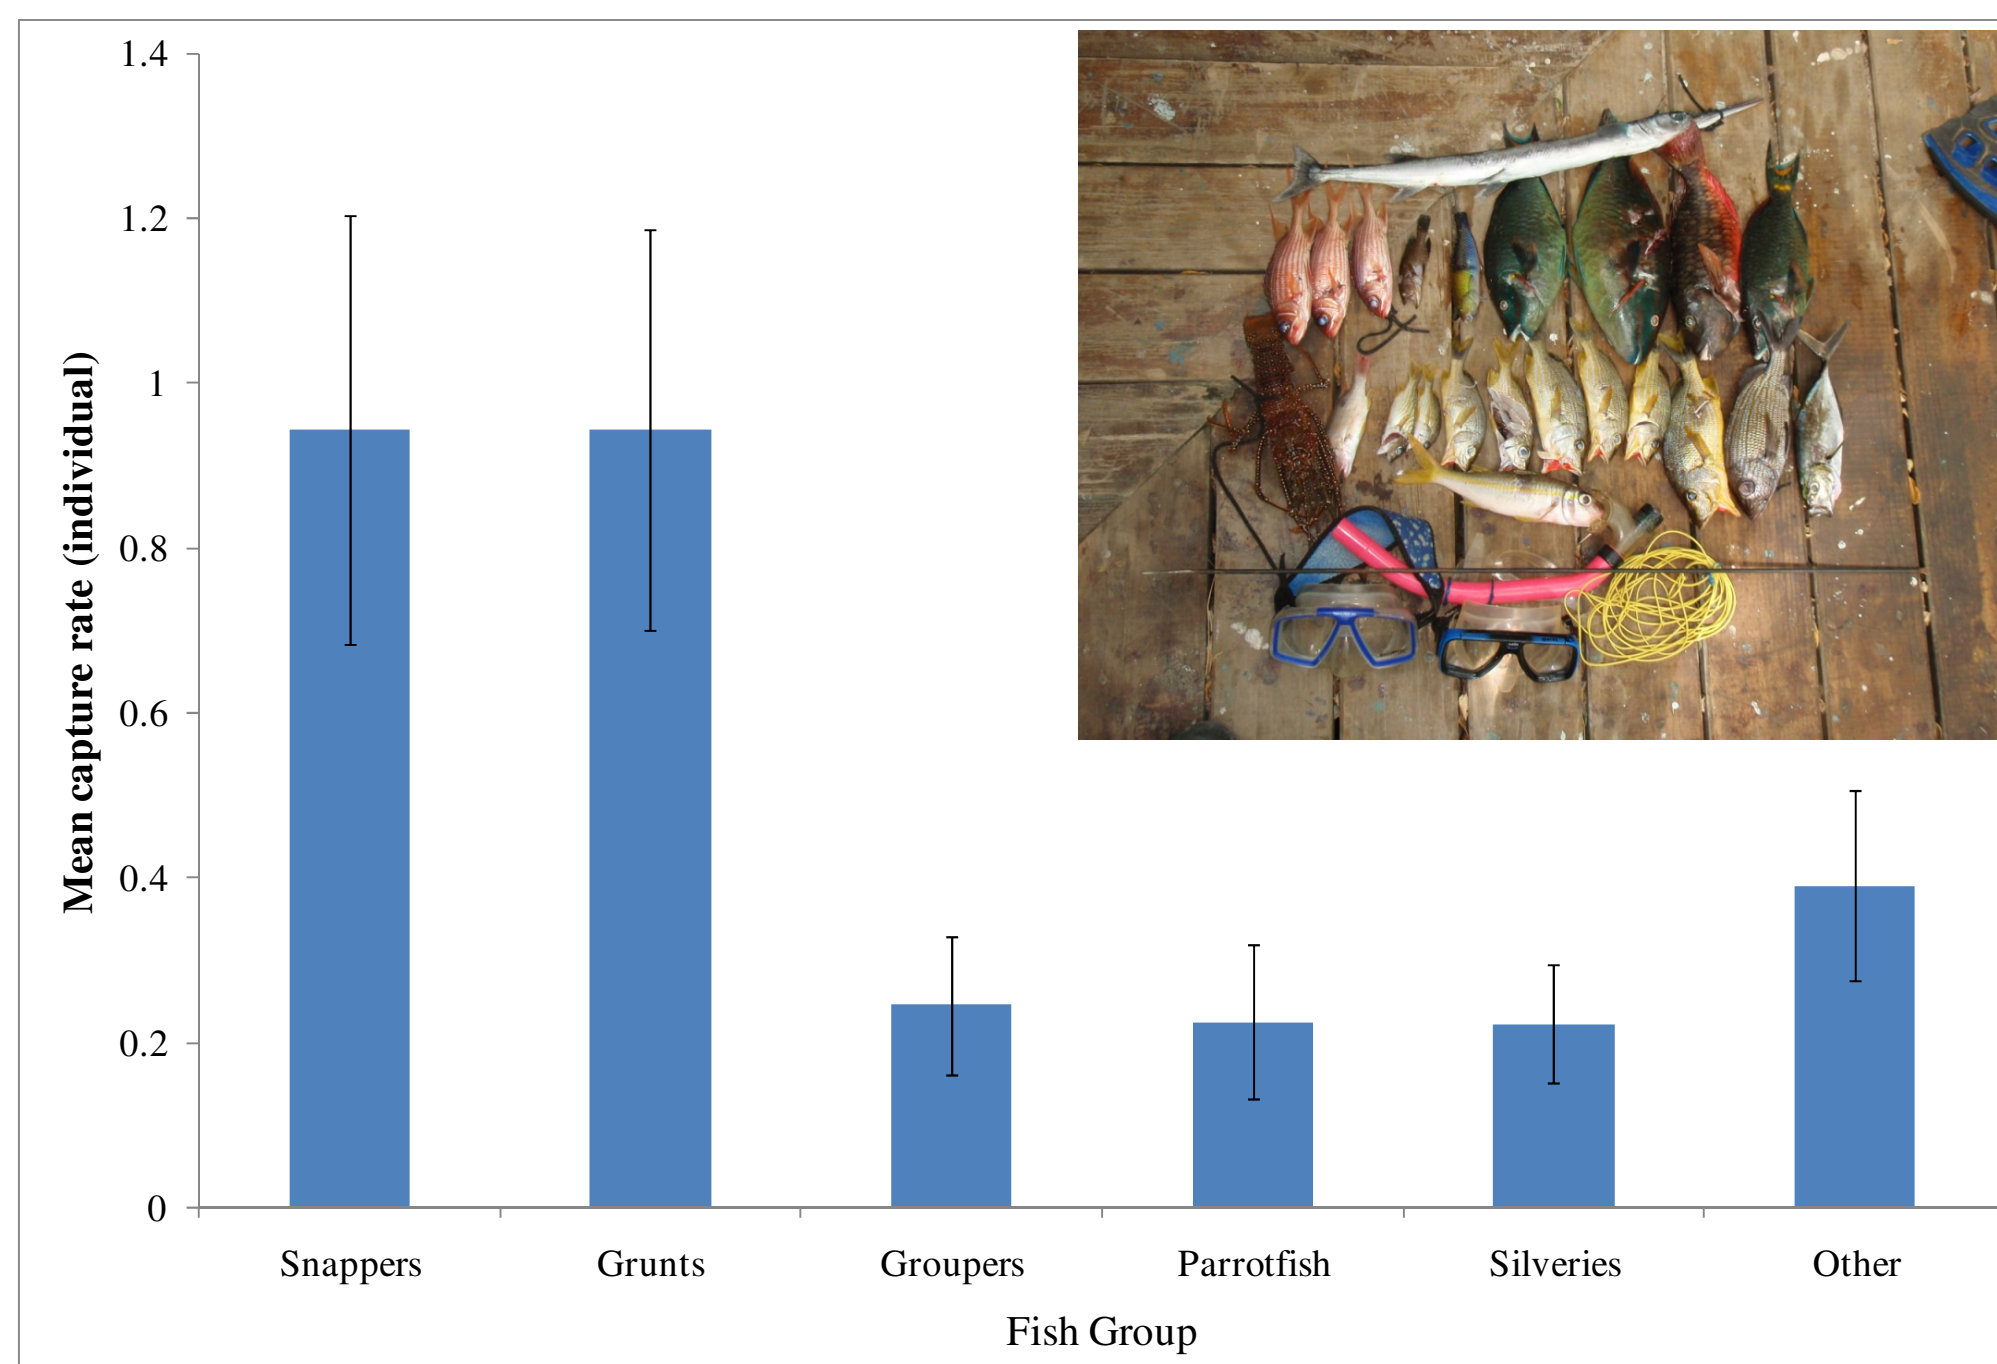 Mean capture rate (individual)
1.4
1.2
1
0.8
0.6
0.4
0.2
0
Snappers Grunts Groupers Parrotfish Silveries Other
Fish Group